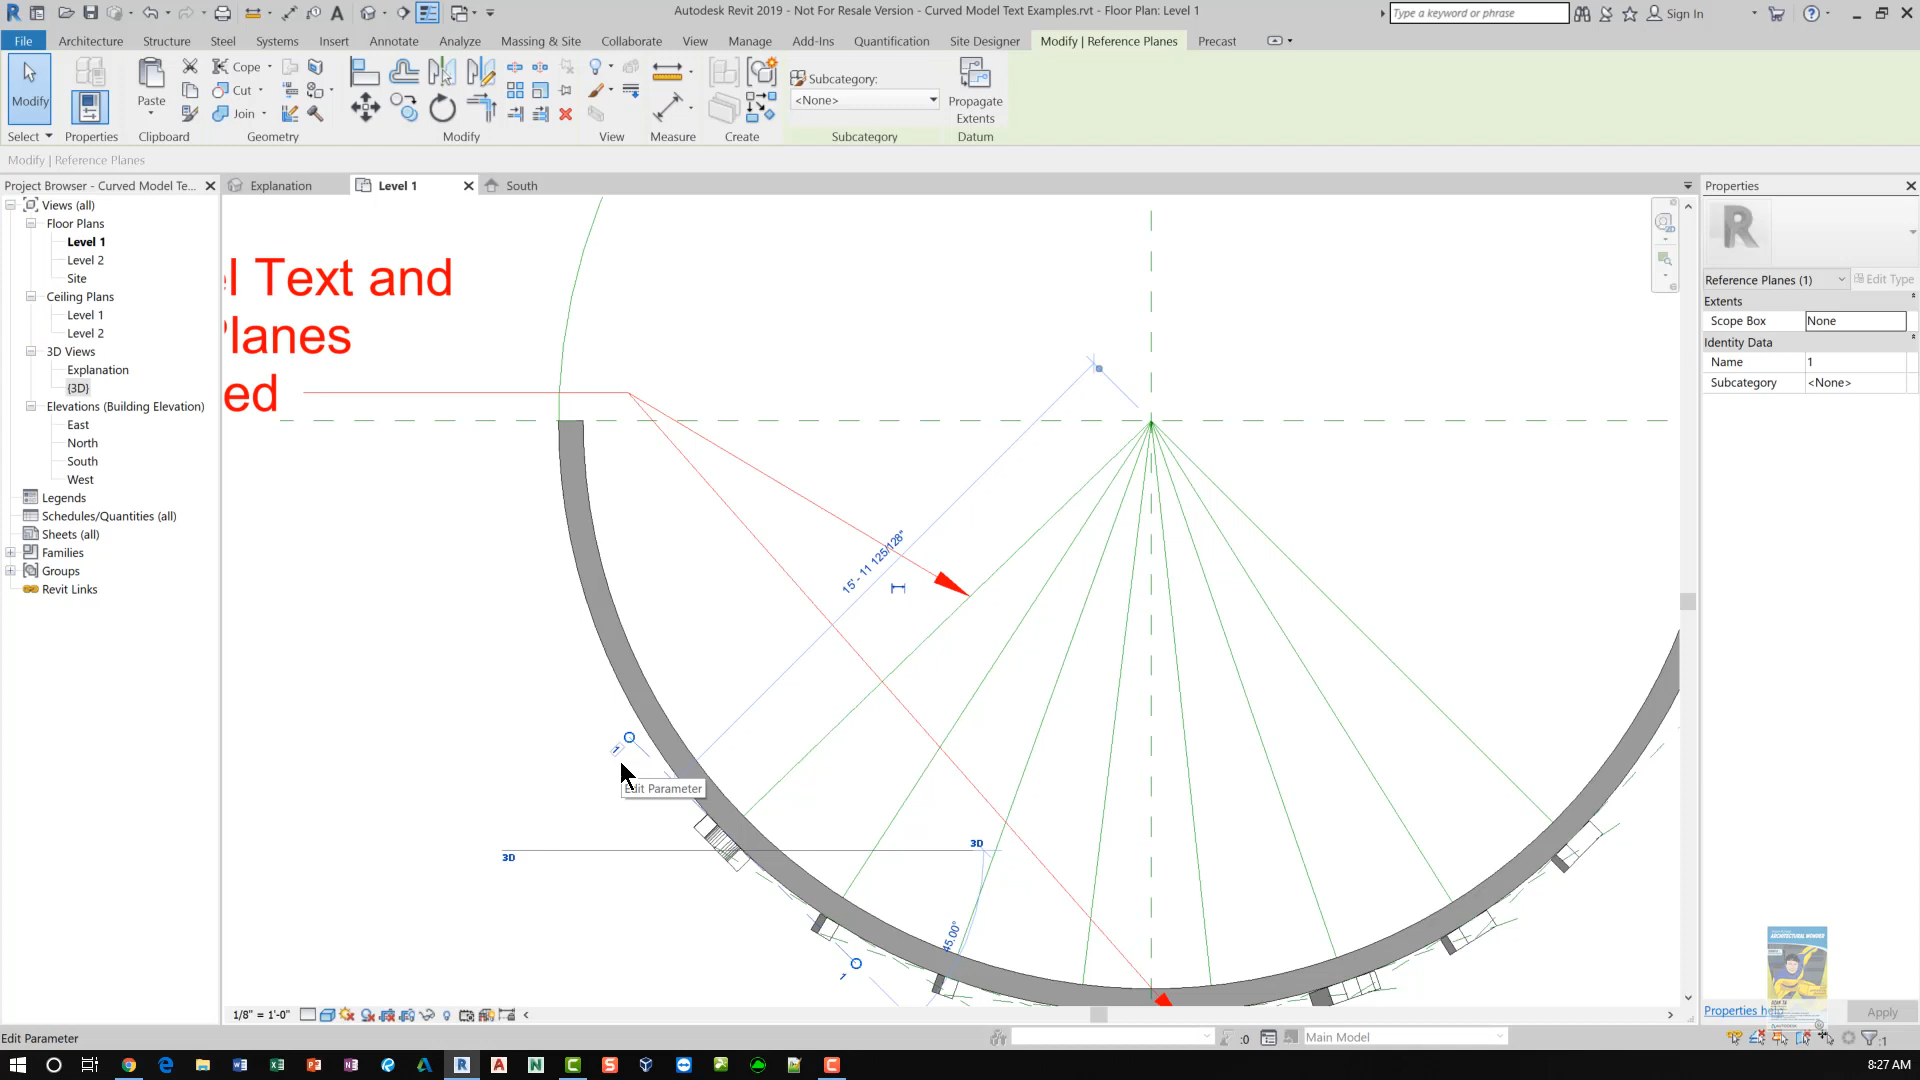 Autodesk Revit 2019 - Not For Resale Version - Curved Model Text Examples.rvt - Floor Plan: Level 1
Type a keyword or phrase
Sign In
File Architecture Structure Steel Systems Insert Annotate Analyze Massing & Site Collaborate View Manage Add-Ins Quantification Site Designer Modify | Reference Planes Precast
Modify
Paste
Cope
Cut
Join
Subcategory:
<None>
Propagate
Extents
Select Properties Clipboard Geometry Modify View Measure Create Subcategory Datum
Modify | Reference Planes
Project Browser - Curved Model Te...
Explanation
Level 1
South
Properties
Views (all)
Floor Plans
Level 1
Level 2
Site
Ceiling Plans
Level 1
Level 2
3D Views
Explanation
{3D}
Elevations (Building Elevation)
East
North
South
West
Legends
Schedules/Quantities (all)
Sheets (all)
Families
Groups
Revit Links
l Text and
Planes
ed
15' - 11 125/128"
1
Edit Parameter
3D
3D
45.00°
1
Reference Planes (1)
Edit Type
Extents
Scope Box None
Identity Data
Name 1
Subcategory <None>
ARCHITECTURAL WONDER
Properties help
Apply
1/8" = 1'-0"
Edit Parameter
:0
Main Model
:1
8:27 AM